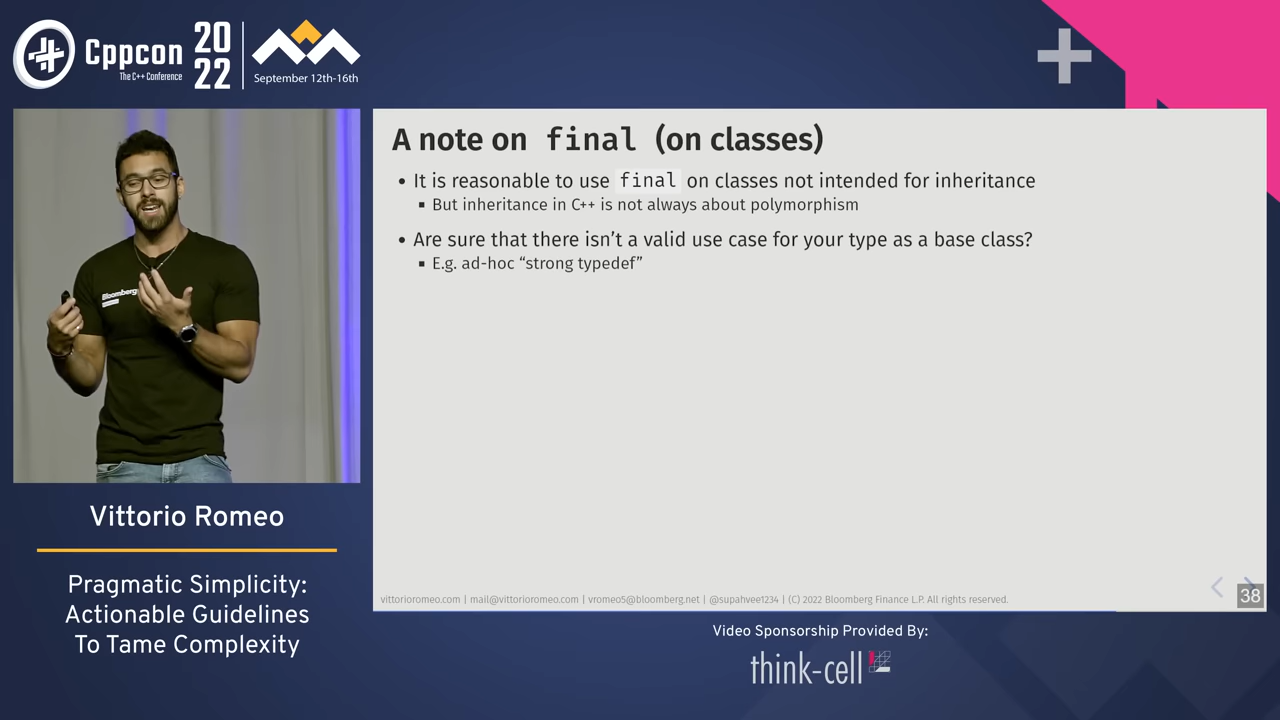 Cppcon
The C++ Conference
20
22
September 12th-16th
A note on final (on classes)
• It is reasonable to use final on classes not intended for inheritance
▪ But inheritance in C++ is not always about polymorphism
• Are sure that there isn't a valid use case for your type as a base class?
▪ E.g. ad-hoc “strong typedef”
Bloomberg
vittorioromeo.com | mail@vittorioromeo.com | vromeo5@bloomberg.net | @supahvee1234 | (C) 2022 Bloomberg Finance L.P. All rights reserved.
38
Vittorio Romeo
Pragmatic Simplicity:
Actionable Guidelines
To Tame Complexity
Video Sponsorship Provided By:
think-cell